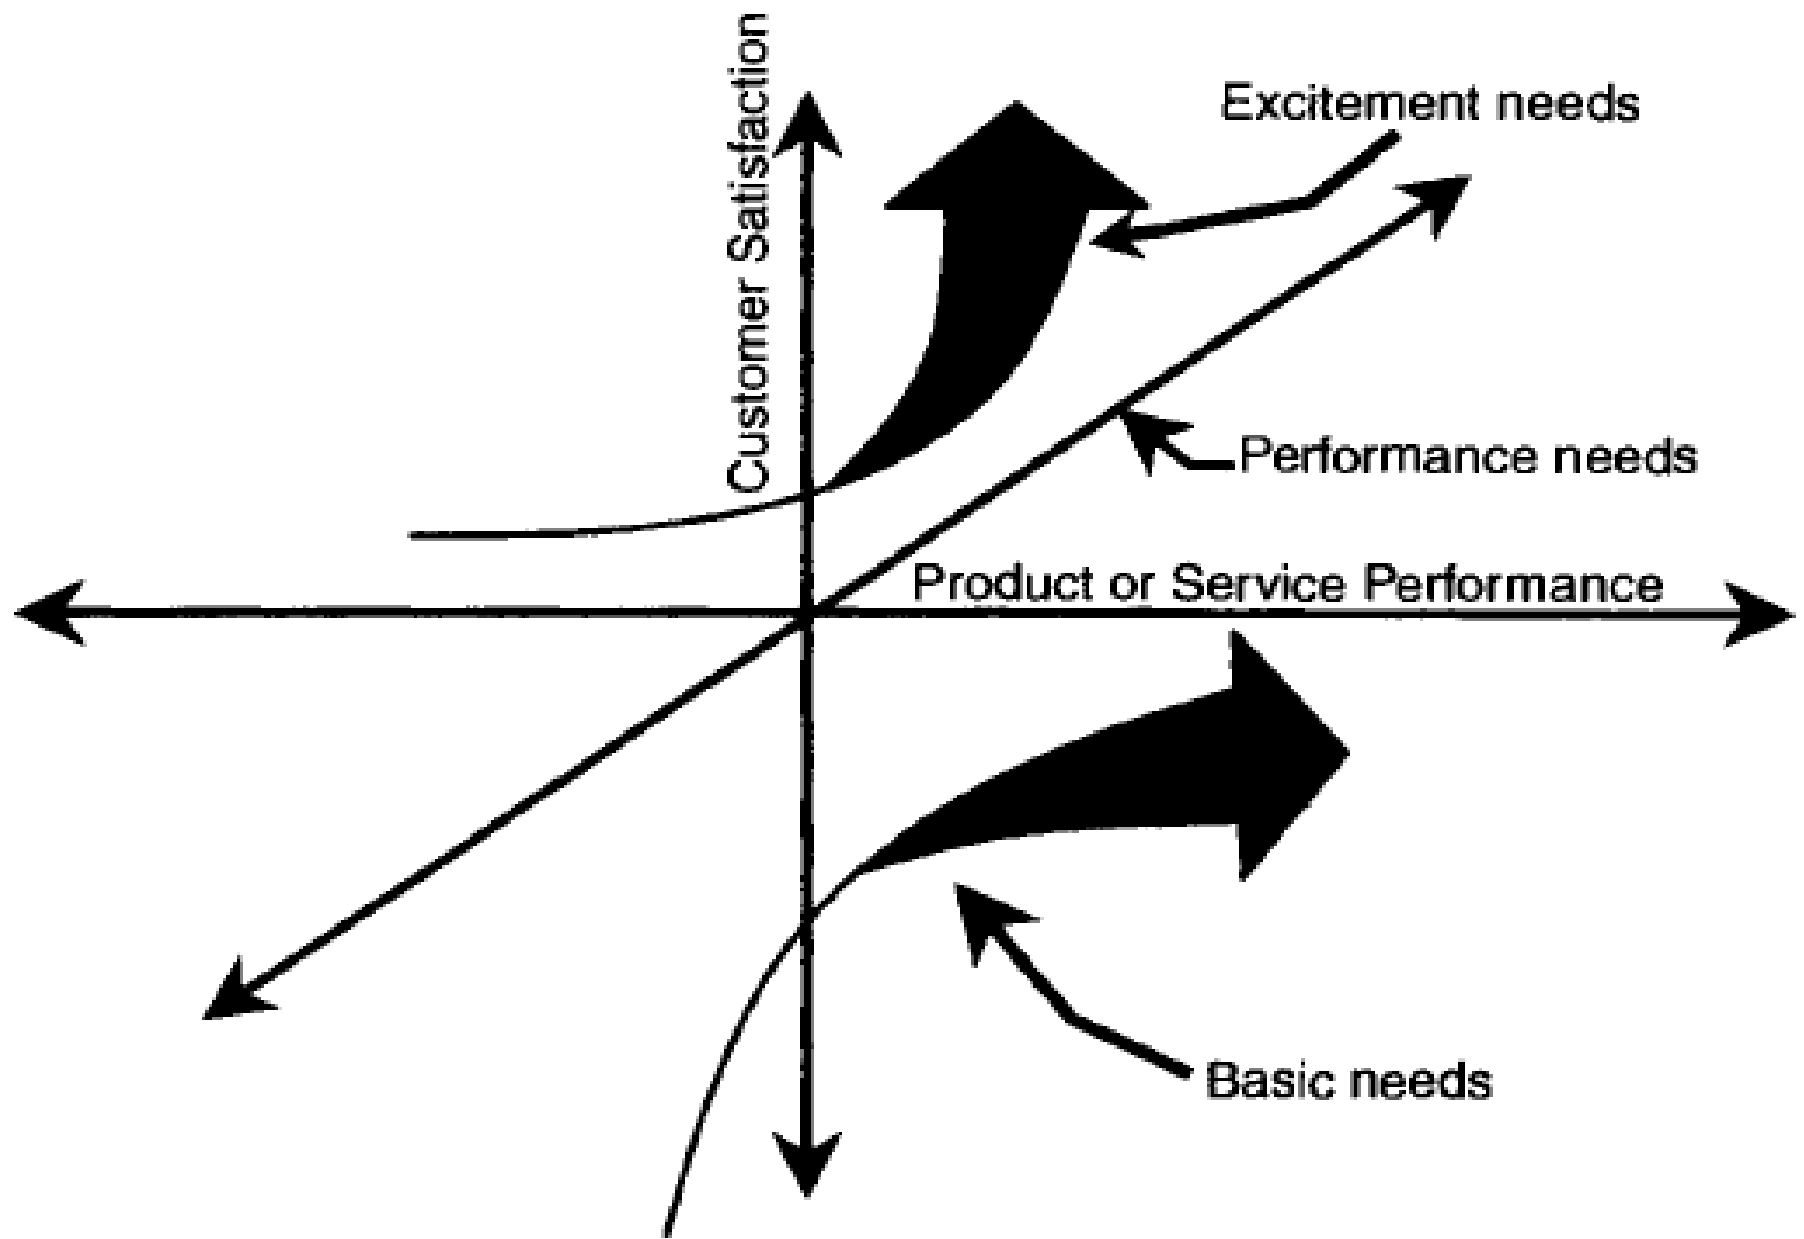 Customer Satisfaction
Excitement needs
Performance needs
Product or Service Performance
Basic needs